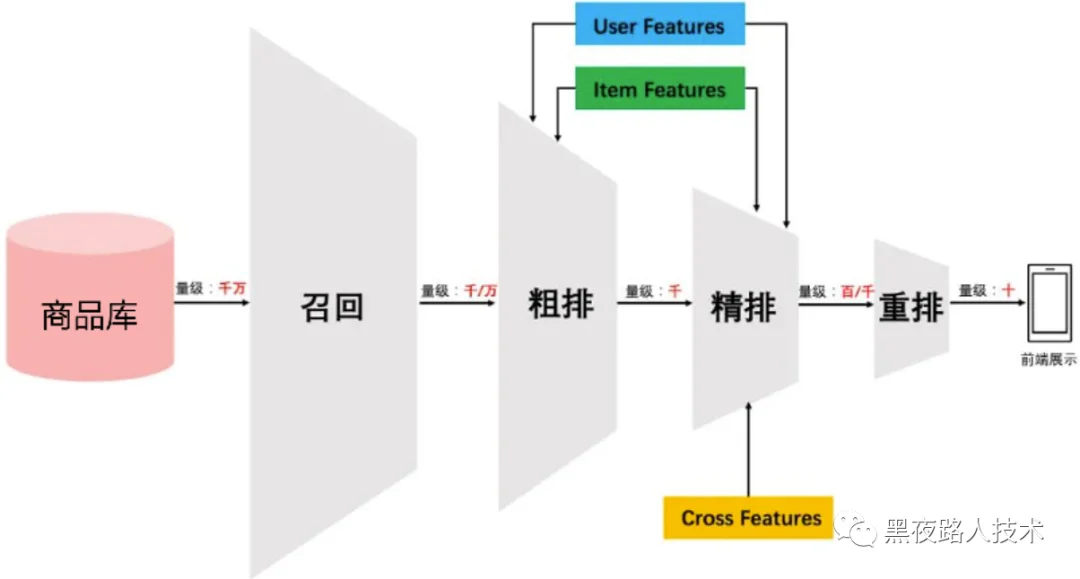 User Features
Item Features
商品库
量级：千万
召回
量级：千/万
粗排
量级：千
精排
量级：百/千
重排
量级：十
前端展示
Cross Features
黑夜路人技术